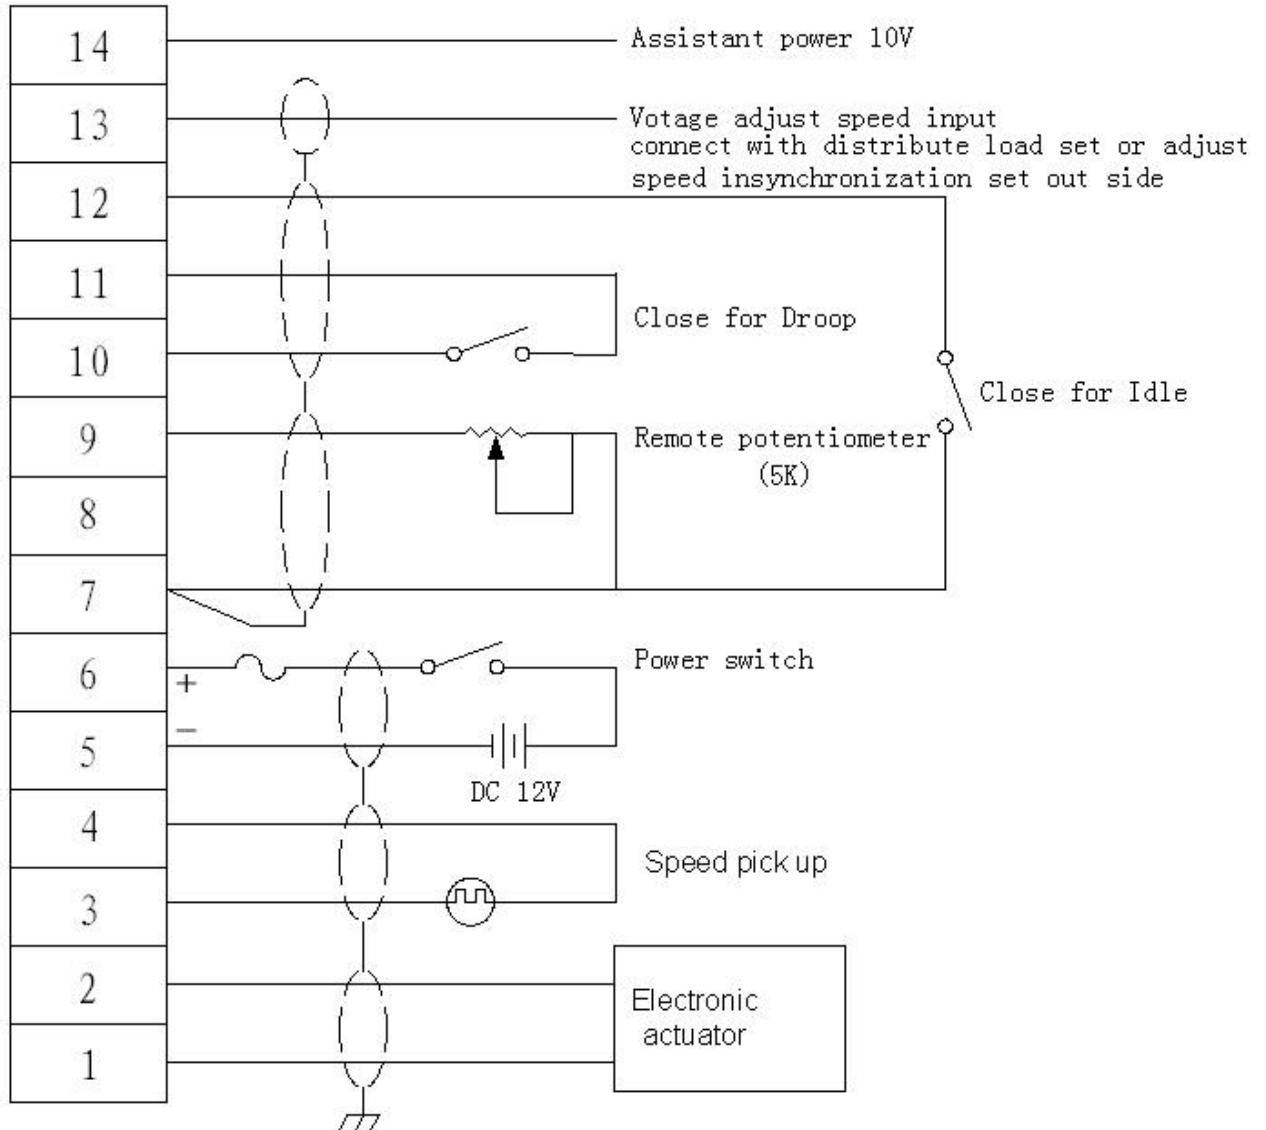 14
Assistant power 10V
13
Votage adjust speed input
connect with distribute load set or adjust
speed insynchronization set out side
12
11
Close for Droop
10
Close for Idle
9
Remote potentiometer
(5K)
8
7
6
+
Power switch
−
5
DC 12V
4
Speed pick up
3
2
Electronic
actuator
1